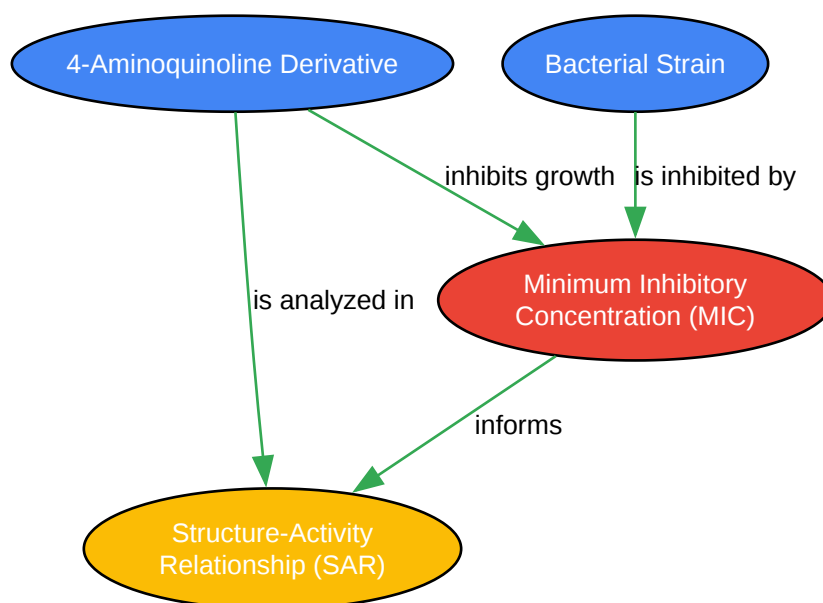 4-Aminoquinoline Derivative
Bacterial Strain
inhibits growth
is inhibited by
Minimum Inhibitory
Concentration (MIC)
is analyzed in
informs
Structure-Activity
Relationship (SAR)